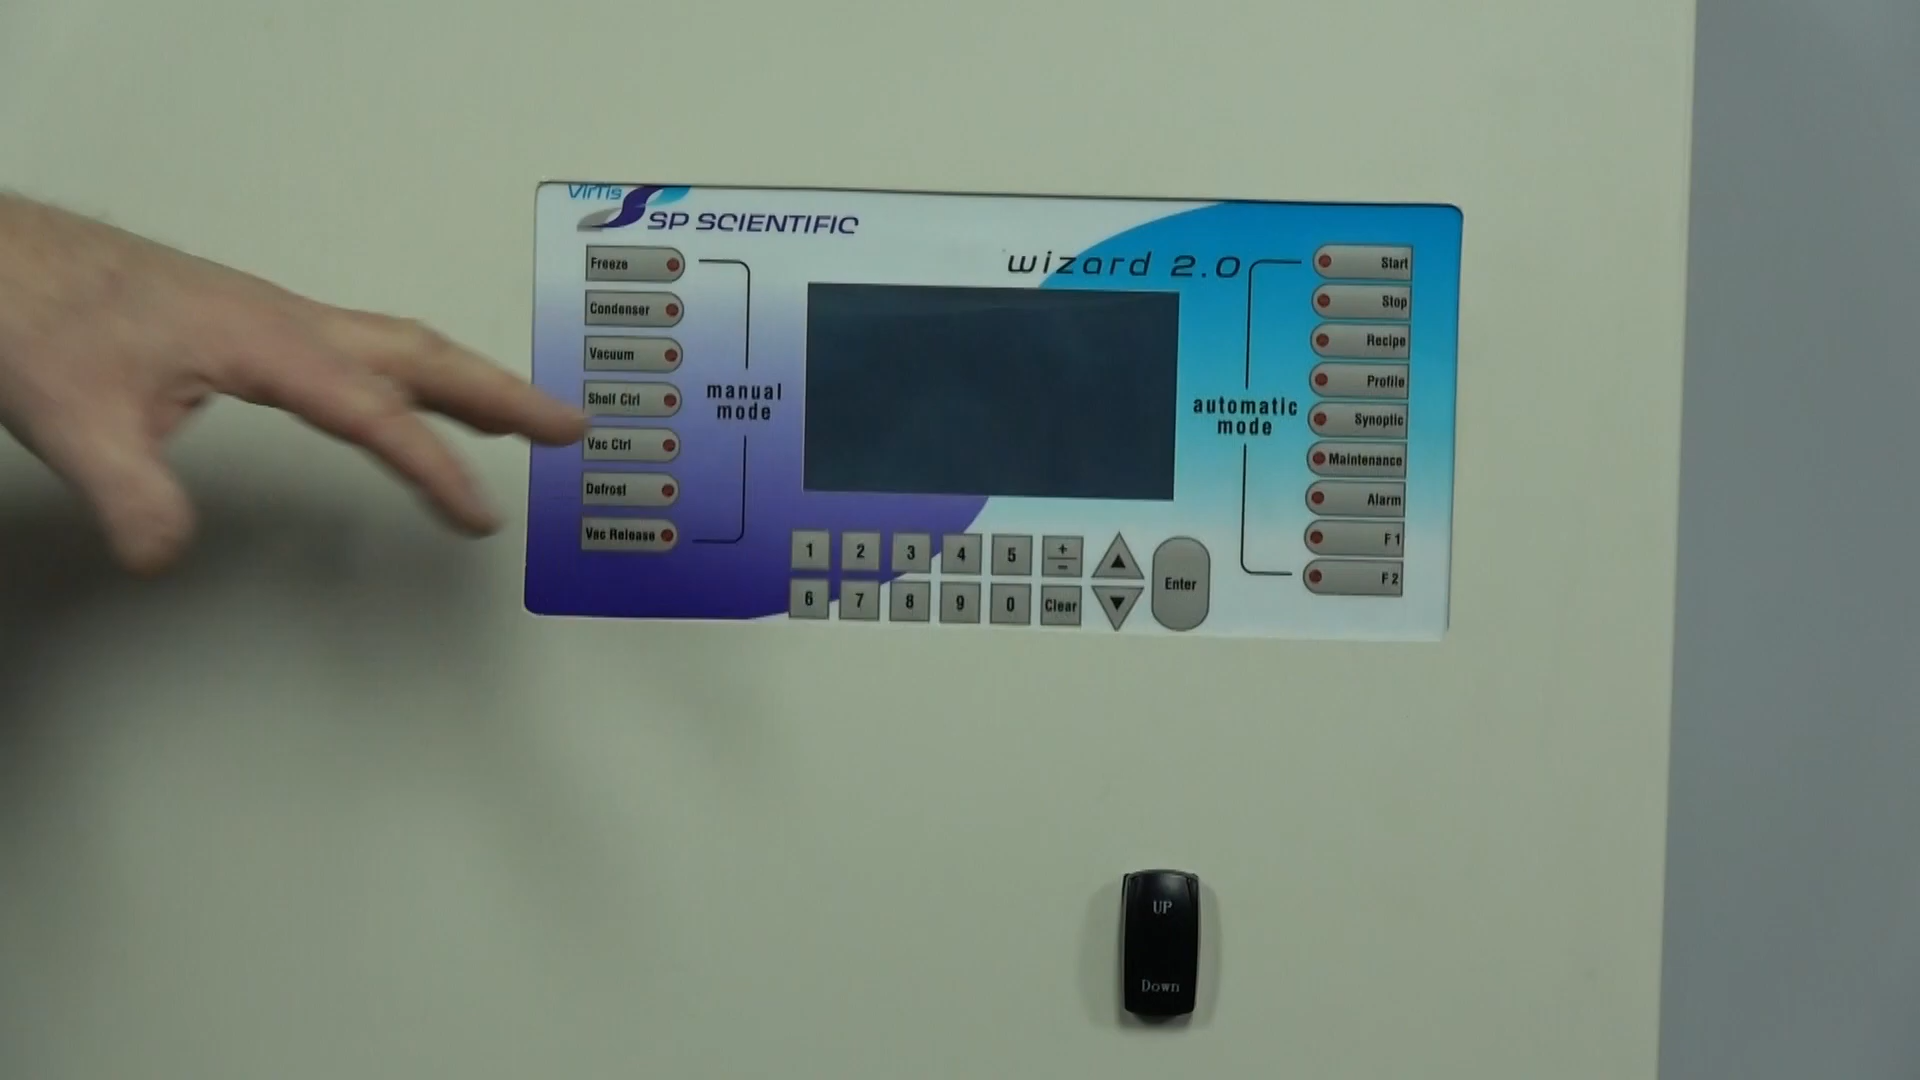 VirTis
SP SCIENTIFIC
wizard 2.0
Freeze
Condenser
Vacuum
Shelf Ctrl
Vac Ctrl
Defrost
Vac Release
manual
mode
automatic
mode
Start
Stop
Recipe
Profile
Synoptic
Maintenance
Alarm
F 1
F 2
1 2 3 4 5 + −
6 7 8 9 0 Clear
Enter
UP
Down